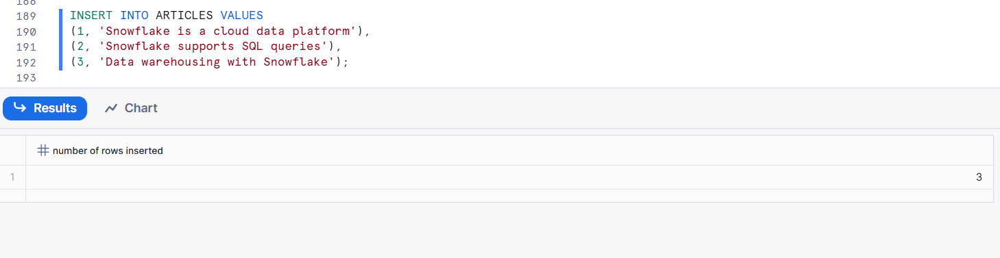 188
189 INSERT INTO ARTICLES VALUES
190 (1, 'Snowflake is a cloud data platform'),
191 (2, 'Snowflake supports SQL queries'),
192 (3, 'Data warehousing with Snowflake');
193
Results Chart
# number of rows inserted
1 3